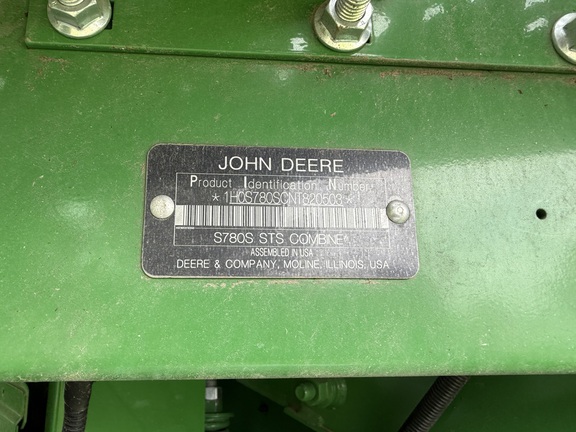 JOHN DEERE
Product Identification Number
*1H0S780SCNT820503*
S780S STS COMBINE
ASSEMBLED IN USA
DEERE & COMPANY, MOLINE, ILLINOIS, USA